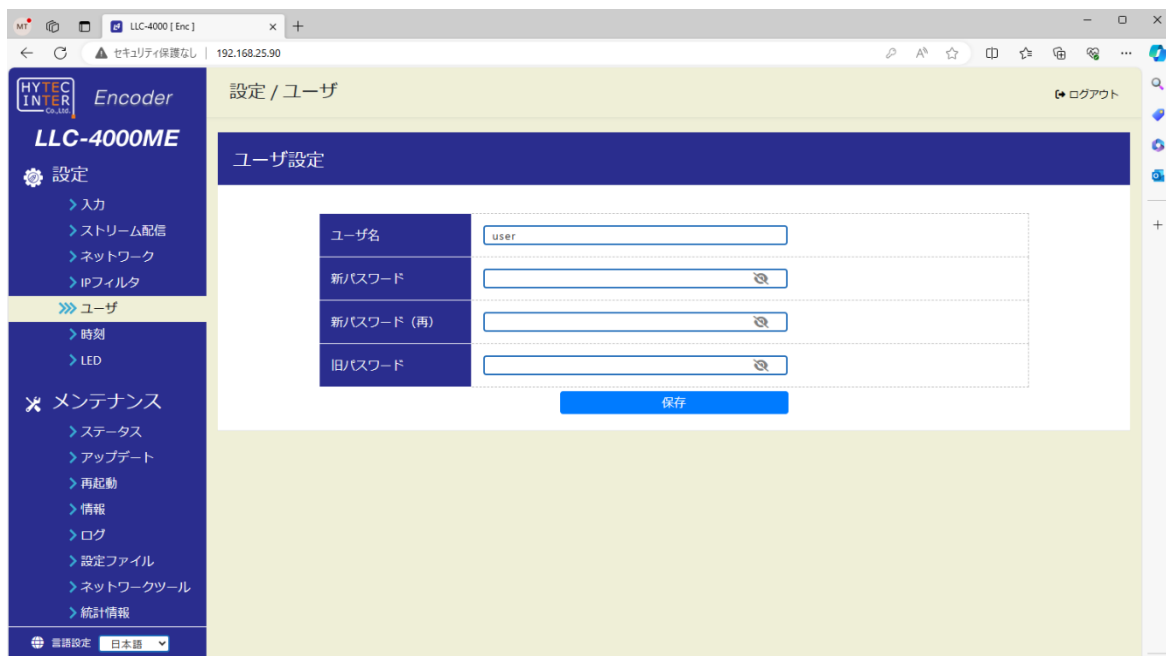 MT
LLC-4000 [ Enc ]
セキュリティ保護なし
192.168.25.90
HYTEC
INTER
Co.,Ltd.
Encoder
設定 / ユーザ
ログアウト
LLC-4000ME
ユーザ設定
設定
入力
ストリーム配信
ネットワーク
IPフィルタ
ユーザ
時刻
LED
ユーザ名
user
新パスワード
新パスワード（再）
旧パスワード
保存
メンテナンス
ステータス
アップデート
再起動
情報
ログ
設定ファイル
ネットワークツール
統計情報
言語設定
日本語